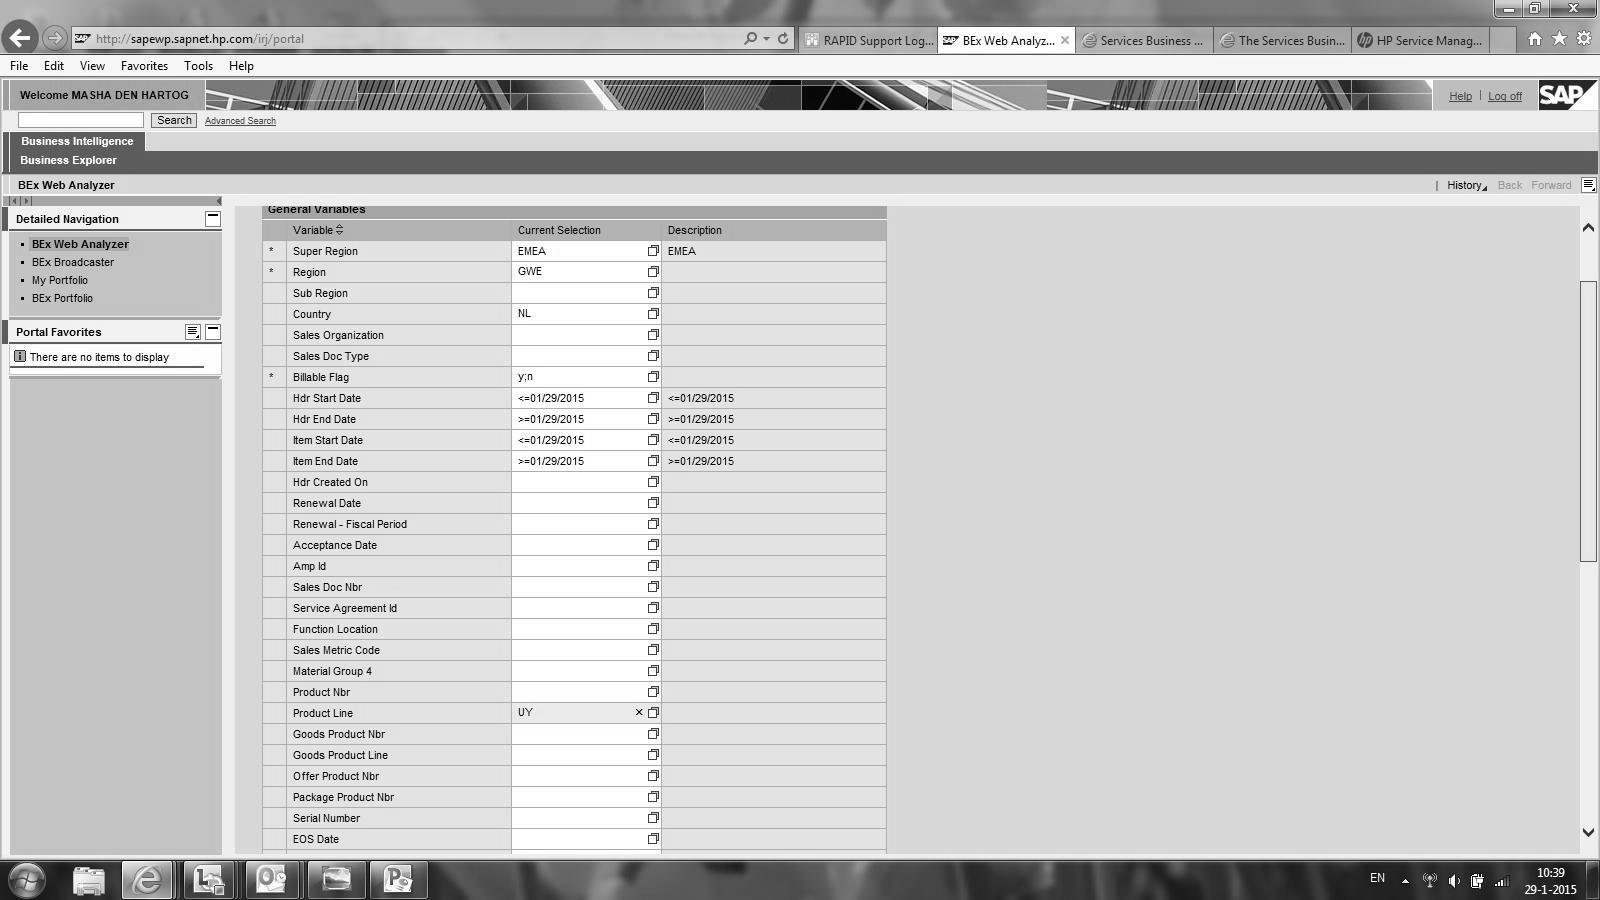 http://sapewp.sapnet.hp.com/irj/portal
RAPID Support Log...
BEx Web Analyz...
Services Business ...
The Services Busin...
HP Service Manag...
File Edit View Favorites Tools Help
Welcome MASHA DEN HARTOG
Help | Log off
SAP
Search Advanced Search
Business Intelligence
Business Explorer
BEx Web Analyzer
| History Back Forward
Detailed Navigation
BEx Web Analyzer
BEx Broadcaster
My Portfolio
BEx Portfolio
Portal Favorites
There are no items to display
General Variables
Variable Current Selection Description
* Super Region EMEA EMEA
* Region GWE
Sub Region
Country NL
Sales Organization
Sales Doc Type
* Billable Flag y;n
Hdr Start Date <=01/29/2015 <=01/29/2015
Hdr End Date >=01/29/2015 >=01/29/2015
Item Start Date <=01/29/2015 <=01/29/2015
Item End Date >=01/29/2015 >=01/29/2015
Hdr Created On
Renewal Date
Renewal - Fiscal Period
Acceptance Date
Amp Id
Sales Doc Nbr
Service Agreement Id
Function Location
Sales Metric Code
Material Group 4
Product Nbr
Product Line UY
Goods Product Nbr
Goods Product Line
Offer Product Nbr
Package Product Nbr
Serial Number
EOS Date
EN
10:39
29-1-2015